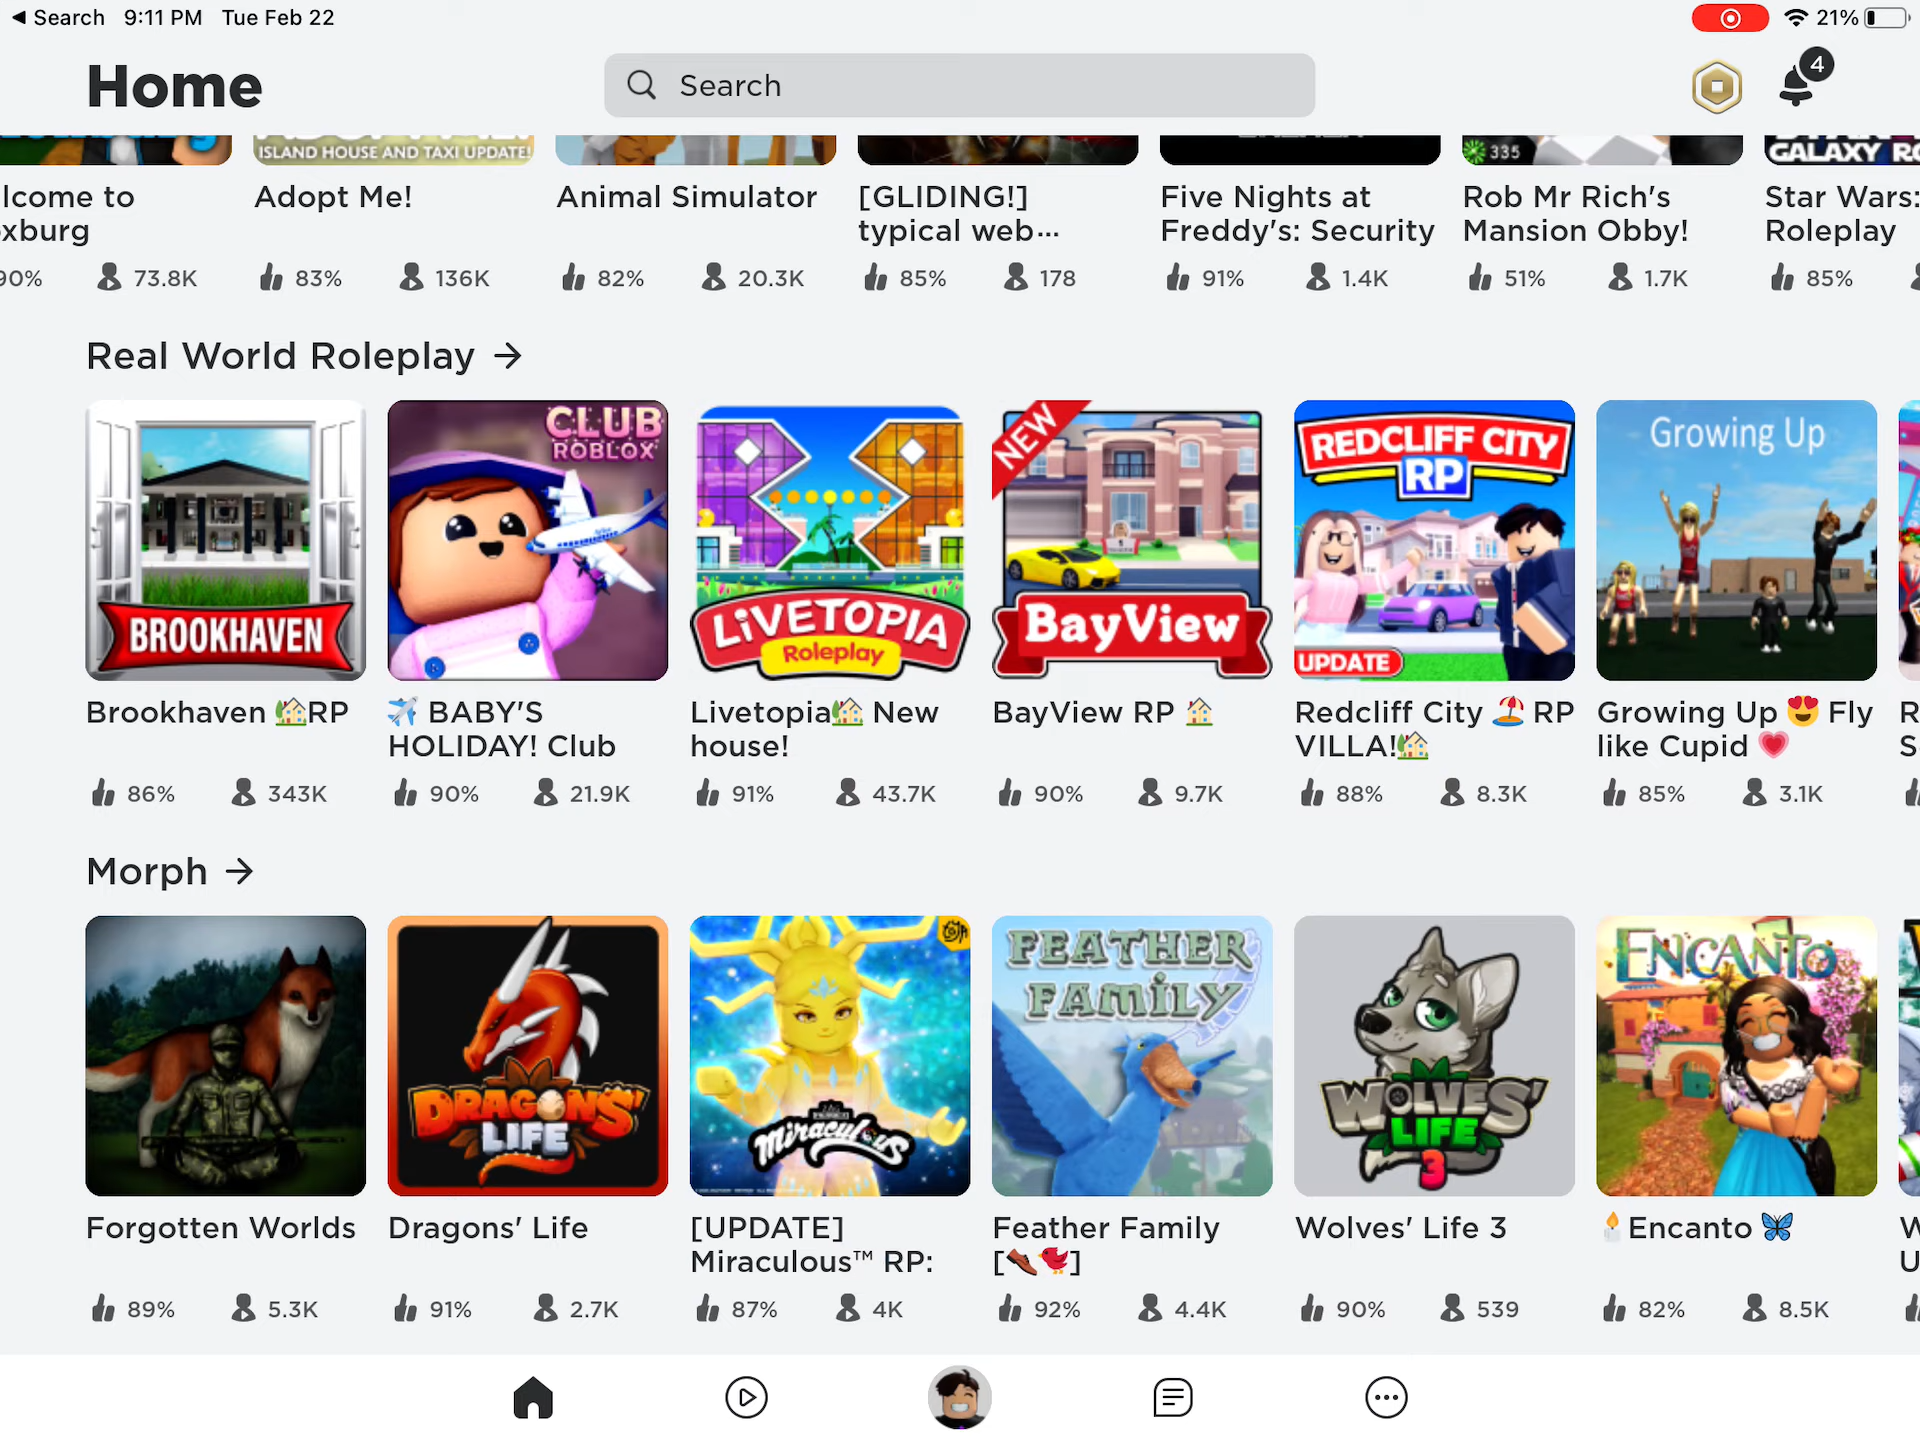 ◀ Search 9:11 PM Tue Feb 22
21%
Home
Search
4
ISLAND HOUSE AND TAXI UPDATE!
335
GALAXY
lcome to
xburg
90% 73.8K
Adopt Me!
83% 136K
Animal Simulator
82% 20.3K
[GLIDING!]
typical web...
85% 178
Five Nights at
Freddy's: Security
91% 1.4K
Rob Mr Rich's
Mansion Obby!
51% 1.7K
Star Wars:
Roleplay
85%
Real World Roleplay →
BROOKHAVEN
CLUB
ROBLOX
LiVETOPIA
Roleplay
NEW
BayView
REDCLIFF CITY
RP
UPDATE
Growing Up
Brookhaven 🏡RP
86% 343K
✈️ BABY'S
HOLIDAY! Club
90% 21.9K
Livetopia🏡 New
house!
91% 43.7K
BayView RP 🏠
90% 9.7K
Redcliff City 🏖️ RP
VILLA!🏡
88% 8.3K
Growing Up 😍 Fly
like Cupid 💗
85% 3.1K
R
S
Morph →
DRAGONS'
LIFE
Miraculous
FEATHER
FAMILY
WOLVES'
LIFE
3
ENCANTO
Forgotten Worlds
89% 5.3K
Dragons' Life
91% 2.7K
[UPDATE]
Miraculous™ RP:
87% 4K
Feather Family
[👞🐦]
92% 4.4K
Wolves' Life 3
90% 539
🕯️Encanto 🦋
82% 8.5K
W
U